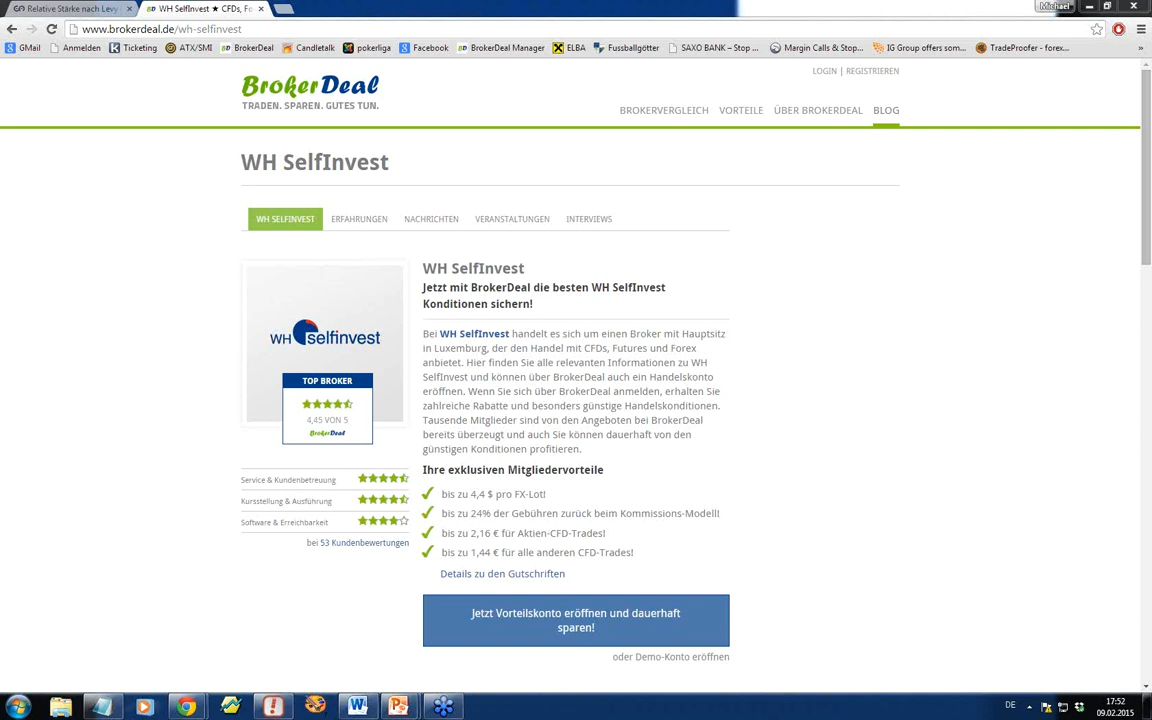 Relative Stärke nach Levy
WH SelfInvest ★ CFDs, Fo
Michael
www.brokerdeal.de/wh-selfinvest
GMail
Anmelden
Ticketing
ATX/SMI
BrokerDeal
Candletalk
pokerliga
Facebook
BrokerDeal Manager
ELBA
Fussballgötter
SAXO BANK – Stop ...
Margin Calls & Stop...
IG Group offers som...
TradeProofer - forex...
»
BrokerDeal
TRADEN. SPAREN. GUTES TUN.
LOGIN | REGISTRIEREN
BROKERVERGLEICH
VORTEILE
ÜBER BROKERDEAL
BLOG
WH SelfInvest
WH SELFINVEST
ERFAHRUNGEN
NACHRICHTEN
VERANSTALTUNGEN
INTERVIEWS
WH selfinvest
TOP BROKER
4,45 VON 5
BrokerDeal
Service & Kundenbetreuung
Kursstellung & Ausführung
Software & Erreichbarkeit
bei 53 Kundenbewertungen
WH SelfInvest
Jetzt mit BrokerDeal die besten WH SelfInvest
Konditionen sichern!
Bei WH SelfInvest handelt es sich um einen Broker mit Hauptsitz
in Luxemburg, der den Handel mit CFDs, Futures und Forex
anbietet. Hier finden Sie alle relevanten Informationen zu WH
SelfInvest und können über BrokerDeal auch ein Handelskonto
eröffnen. Wenn Sie sich über BrokerDeal anmelden, erhalten Sie
zahlreiche Rabatte und besonders günstige Handelskonditionen.
Tausende Mitglieder sind von den Angeboten bei BrokerDeal
bereits überzeugt und auch Sie können dauerhaft von den
günstigen Konditionen profitieren.
Ihre exklusiven Mitgliedervorteile
bis zu 4,4 $ pro FX-Lot!
bis zu 24% der Gebühren zurück beim Kommissions-Modell!
bis zu 2,16 € für Aktien-CFD-Trades!
bis zu 1,44 € für alle anderen CFD-Trades!
Details zu den Gutschriften
Jetzt Vorteilskonto eröffnen und dauerhaft
sparen!
oder Demo-Konto eröffnen
DE
17:52
09.02.2015